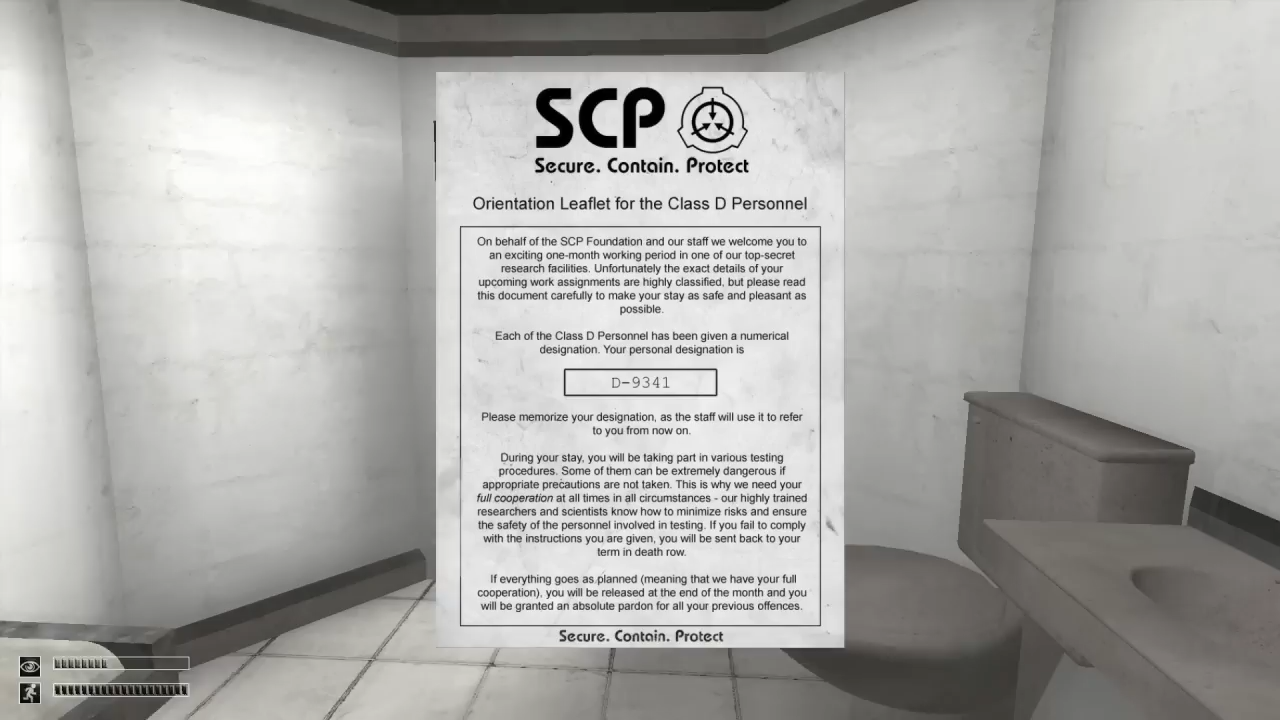 SCP
Secure. Contain. Protect
Orientation Leaflet for the Class D Personnel
On behalf of the SCP Foundation and our staff we welcome you to
an exciting one-month working period in one of our top-secret
research facilities. Unfortunately the exact details of your
upcoming work assignments are highly classified, but please read
this document carefully to make your stay as safe and pleasant as
possible.
Each of the Class D Personnel has been given a numerical
designation. Your personal designation is
D-9341
Please memorize your designation, as the staff will use it to refer
to you from now on.
During your stay, you will be taking part in various testing
procedures. Some of them can be extremely dangerous if
appropriate precautions are not taken. This is why we need your
full cooperation at all times in all circumstances - our highly trained
researchers and scientists know how to minimize risks and ensure
the safety of the personnel involved in testing. If you fail to comply
with the instructions you are given, you will be sent back to your
term in death row.
If everything goes as planned (meaning that we have your full
cooperation), you will be released at the end of the month and you
will be granted an absolute pardon for all your previous offences.
Secure. Contain. Protect